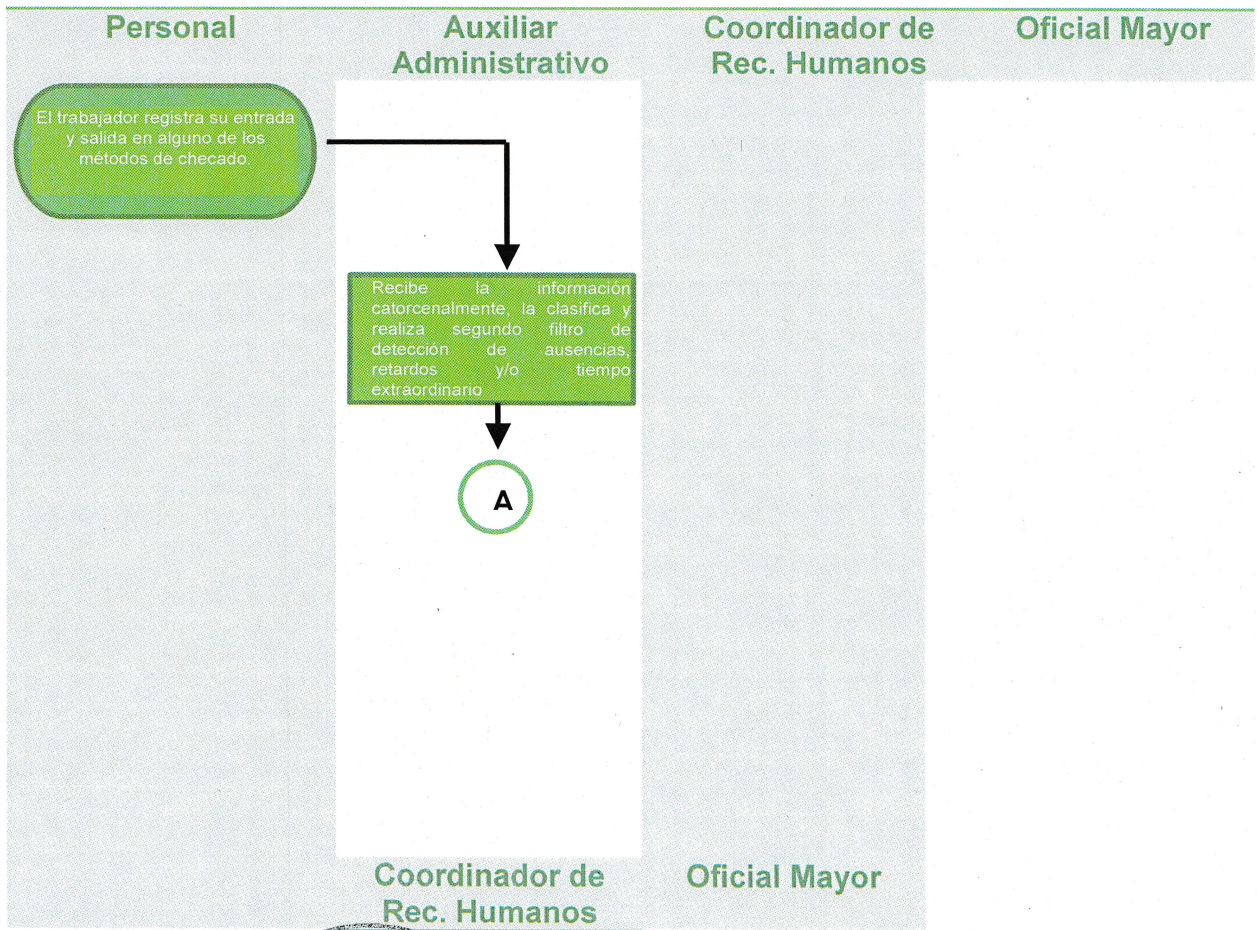 Personal
Auxiliar
Administrativo
Coordinador de
Rec. Humanos
Oficial Mayor
El trabajador registra su entrada
y salida en alguno de los
métodos de checado.
Recibe la información
catorcenalmente, la clasifica y
realiza segundo filtro de
detección de ausencias,
retardos y/o tiempo
extraordinario
A
Coordinador de
Rec. Humanos
Oficial Mayor